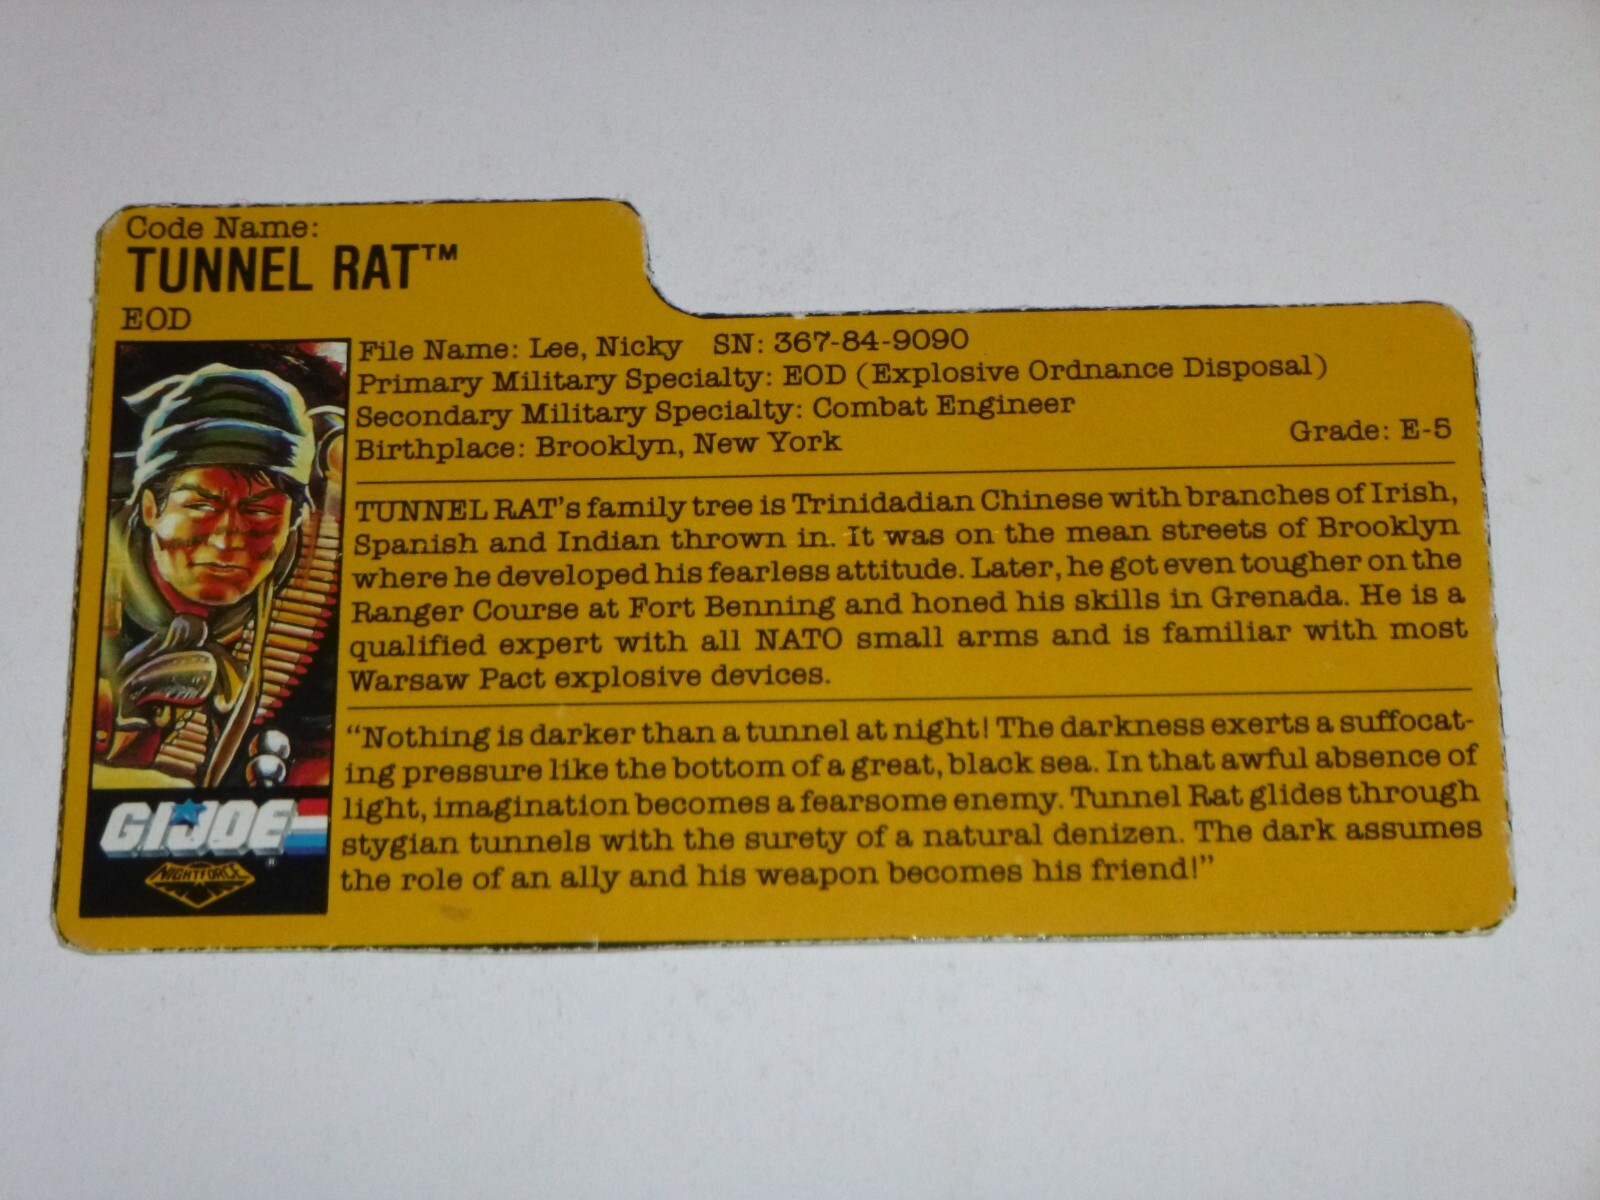 Code Name:
TUNNEL RAT™
EOD
File Name: Lee, Nicky SN: 367-84-9090
Primary Military Specialty: EOD (Explosive Ordnance Disposal)
Secondary Military Specialty: Combat Engineer
Birthplace: Brooklyn, New York Grade: E-5
TUNNEL RAT's family tree is Trinidadian Chinese with branches of Irish,
Spanish and Indian thrown in. It was on the mean streets of Brooklyn
where he developed his fearless attitude. Later, he got even tougher on the
Ranger Course at Fort Benning and honed his skills in Grenada. He is a
qualified expert with all NATO small arms and is familiar with most
Warsaw Pact explosive devices.
"Nothing is darker than a tunnel at night! The darkness exerts a suffocat-
ing pressure like the bottom of a great, black sea. In that awful absence of
light, imagination becomes a fearsome enemy. Tunnel Rat glides through
stygian tunnels with the surety of a natural denizen. The dark assumes
the role of an ally and his weapon becomes his friend!"
GI JOE
®
NIGHTFORCE